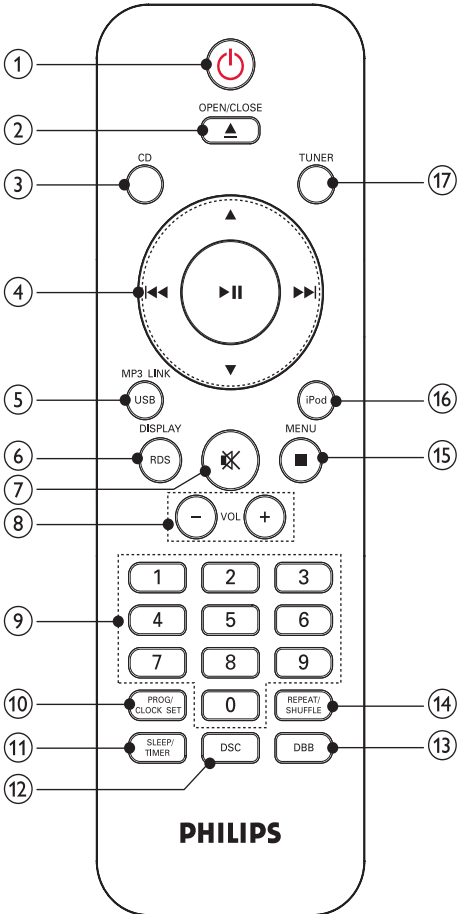 1
OPEN/CLOSE
2
CD
TUNER
3
17
4
MP3 LINK
5
USB
iPod
16
DISPLAY
MENU
6
RDS
15
7
8
− VOL +
1 2 3
4 5 6
9
7 8 9
10
PROG/
CLOCK SET
0
REPEAT/
SHUFFLE
14
11
SLEEP/
TIMER
DSC
DBB
13
12
PHILIPS